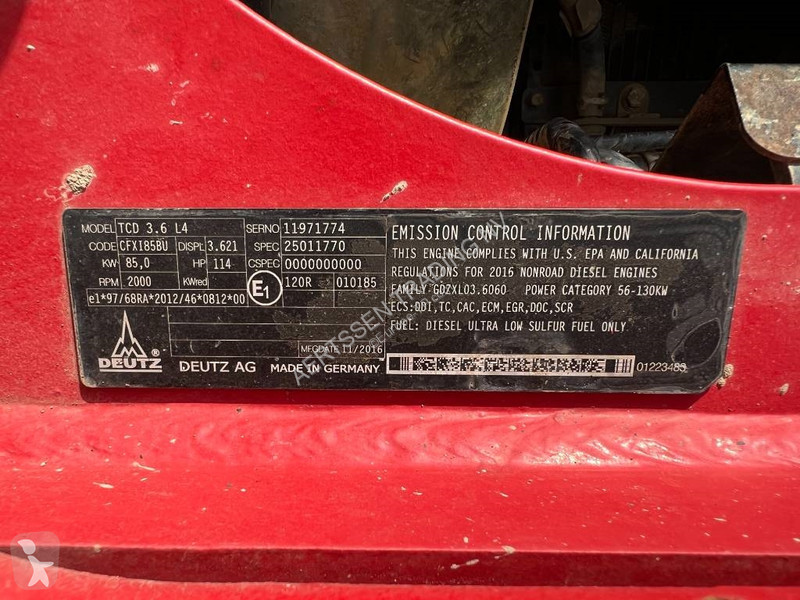 MODEL TCD 3.6 L4 SERNO 11971774
CODE CFX185BU DISPL 3.621 SPEC 25011770
KW 85,0 HP 114 CSPEC 0000000000
RPM 2000 KWred E1 120R 010185
e1*97/68RA*2012/46*0812*00
MFGDATE 11/2016
DEUTZ ® DEUTZ AG MADE IN GERMANY
EMISSION CONTROL INFORMATION
THIS ENGINE COMPLIES WITH U.S. EPA AND CALIFORNIA
REGULATIONS FOR 2016 NONROAD DIESEL ENGINES
FAMILY GDZXL03.6060 POWER CATEGORY 56-130KW
ECS:DDI,TC,CAC,ECM,EGR,DOC,SCR
FUEL: DIESEL ULTRA LOW SULFUR FUEL ONLY